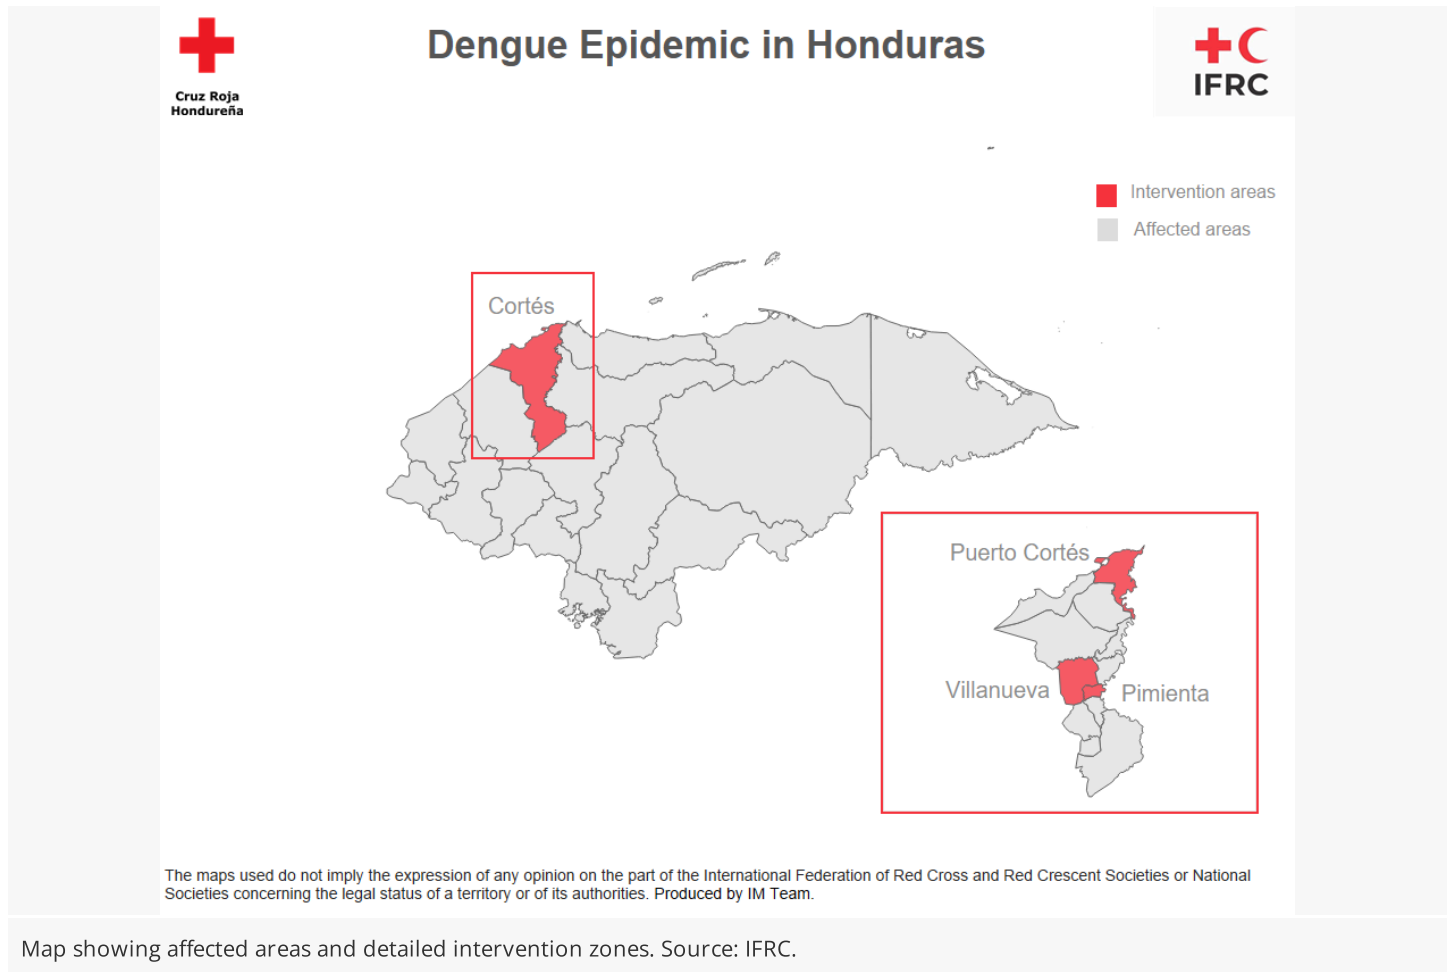 Dengue Epidemic in Honduras
Cruz Roja
Hondureña
IFRC
Intervention areas
Affected areas
Cortés
Puerto Cortés
Villanueva
Pimienta
The maps used do not imply the expression of any opinion on the part of the International Federation of Red Cross and Red Crescent Societies or National
Societies concerning the legal status of a territory or of its authorities. Produced by IM Team.
Map showing affected areas and detailed intervention zones. Source: IFRC.